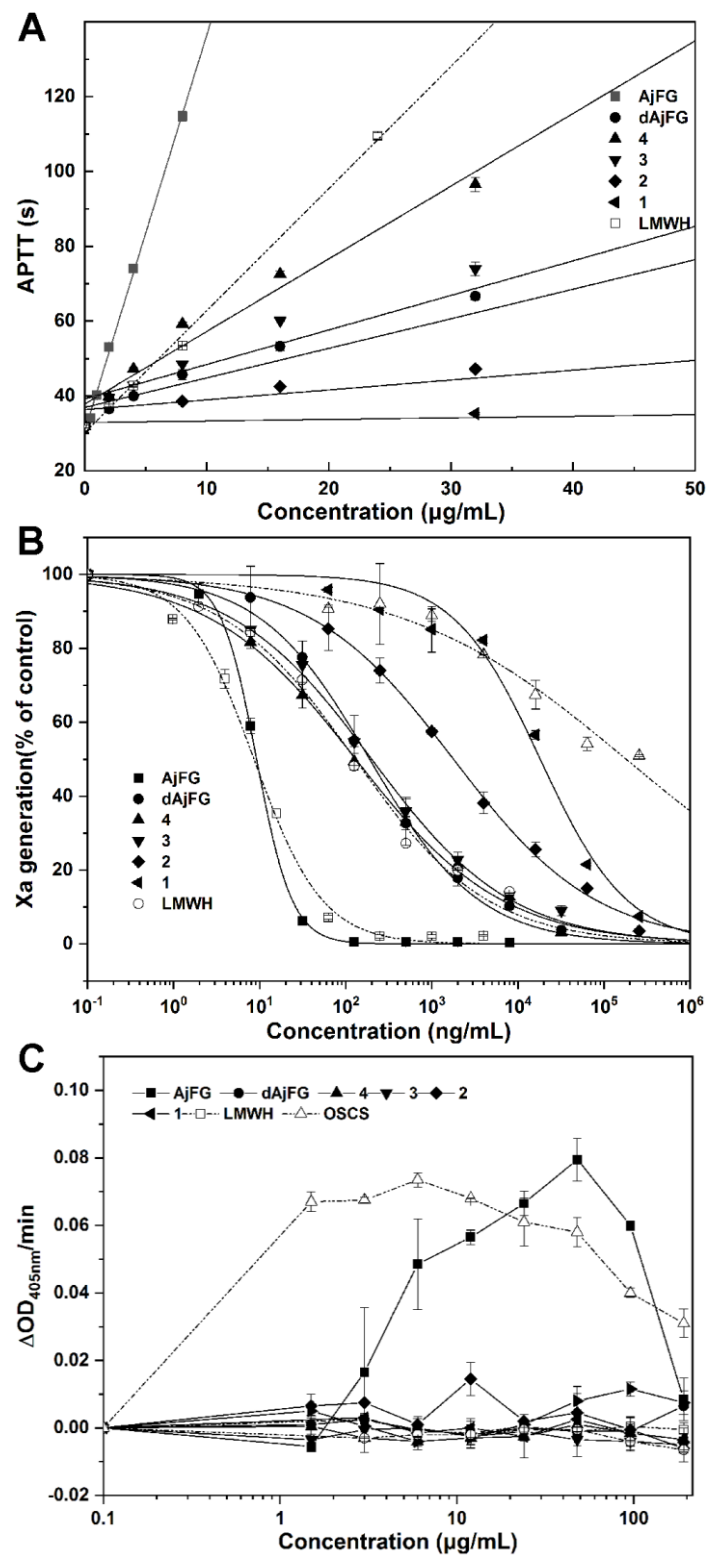 A
120
100
80
60
40
20
APTT (s)
AjFG
dAjFG
4
3
2
1
LMWH
0 10 20 30 40 50
Concentration (µg/mL)
B
100
80
60
40
20
0
Xa generation(% of control)
AjFG
dAjFG
4
3
2
1
LMWH
10⁻¹ 10⁰ 10¹ 10² 10³ 10⁴ 10⁵ 10⁶
Concentration (ng/mL)
C
AjFG dAjFG 4 3 2
1 LMWH OSCS
0.10
0.08
0.06
0.04
0.02
0.00
-0.02
ΔOD405nm/min
0.1 1 10 100
Concentration (µg/mL)